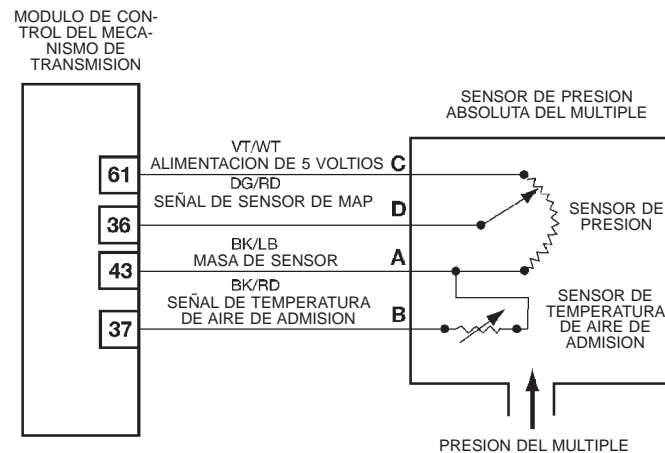 MODULO DE CON-
TROL DEL MECA-
NISMO DE
TRANSMISION
SENSOR DE PRESION
ABSOLUTA DEL MULTIPLE
VT/WT
61 ALIMENTACION DE 5 VOLTIOS C
DG/RD
36 SEÑAL DE SENSOR DE MAP D
SENSOR DE
PRESION
BK/LB
43 MASA DE SENSOR A
BK/RD
37 SEÑAL DE TEMPERATURA
DE AIRE DE ADMISION B
SENSOR DE
TEMPERATURA
DE AIRE DE
ADMISION
PRESION DEL MULTIPLE